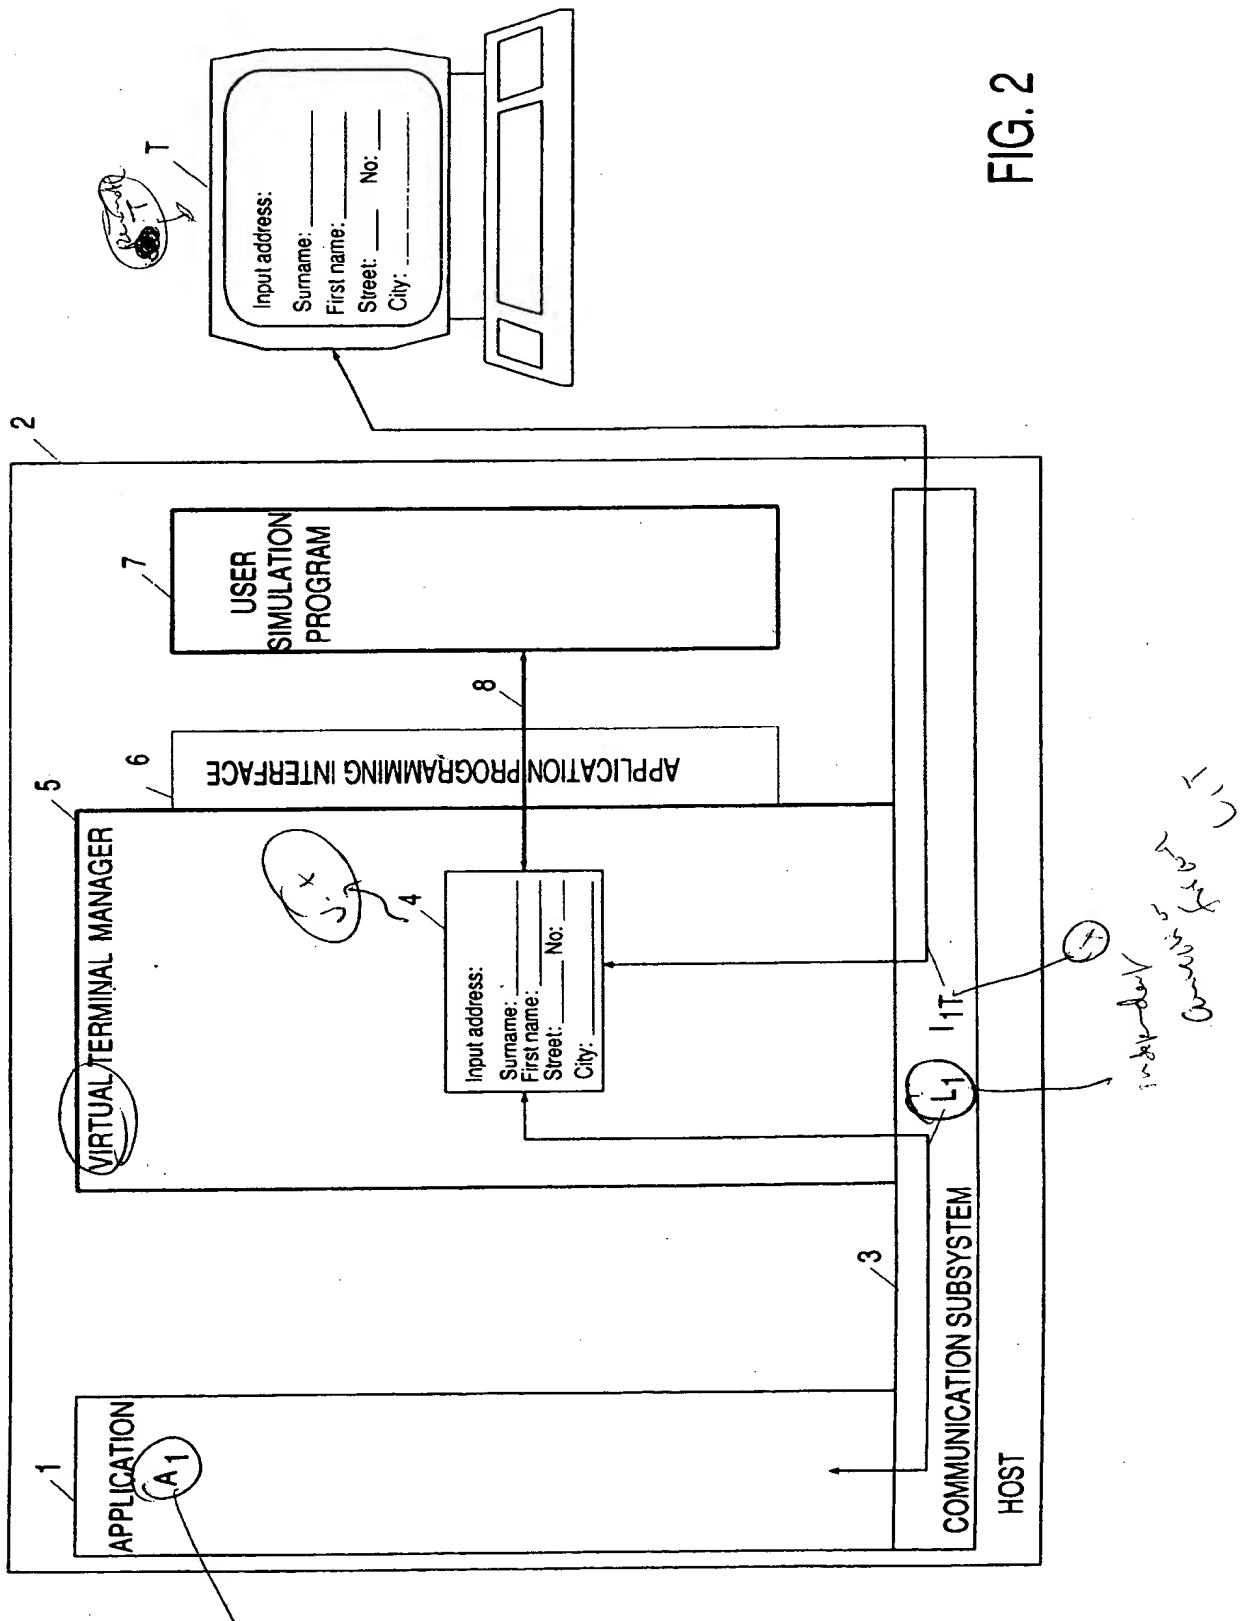 1
APPLICATION
A1
5
VIRTUAL TERMINAL MANAGER
6
APPLICATION PROGRAMMING INTERFACE
7
USER
SIMULATION
PROGRAM
2
T
T
Input address:
Surname:
First name:
Street: No:
City:
x
4
Input address:
Surname:
First name:
Street: No:
City:
8
3
L1
I1T
COMMUNICATION SUBSYSTEM
HOST
independent
FIG. 2